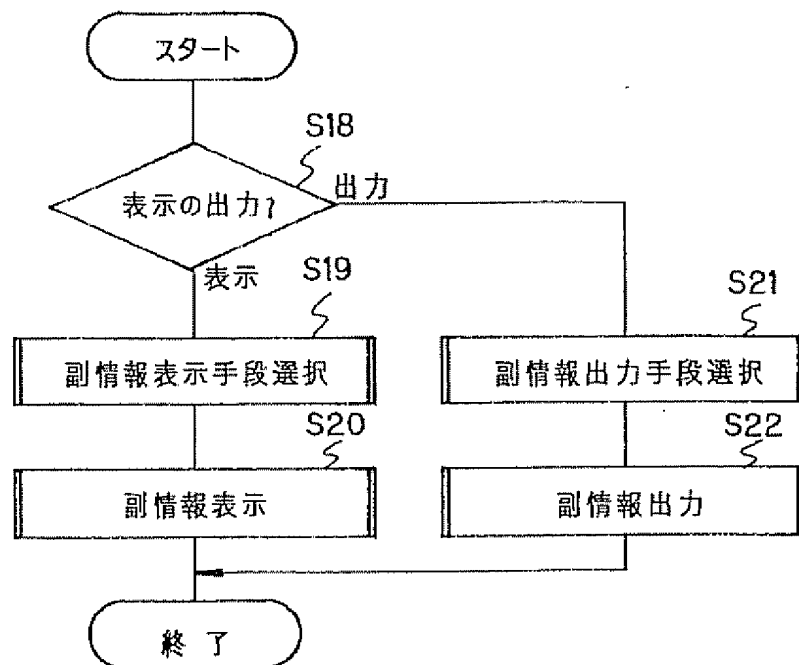 スタート
S18
表示の出力?
出力
表示
S19
副情報表示手段選択
S21
副情報出力手段選択
S20
副情報表示
S22
副情報出力
終了